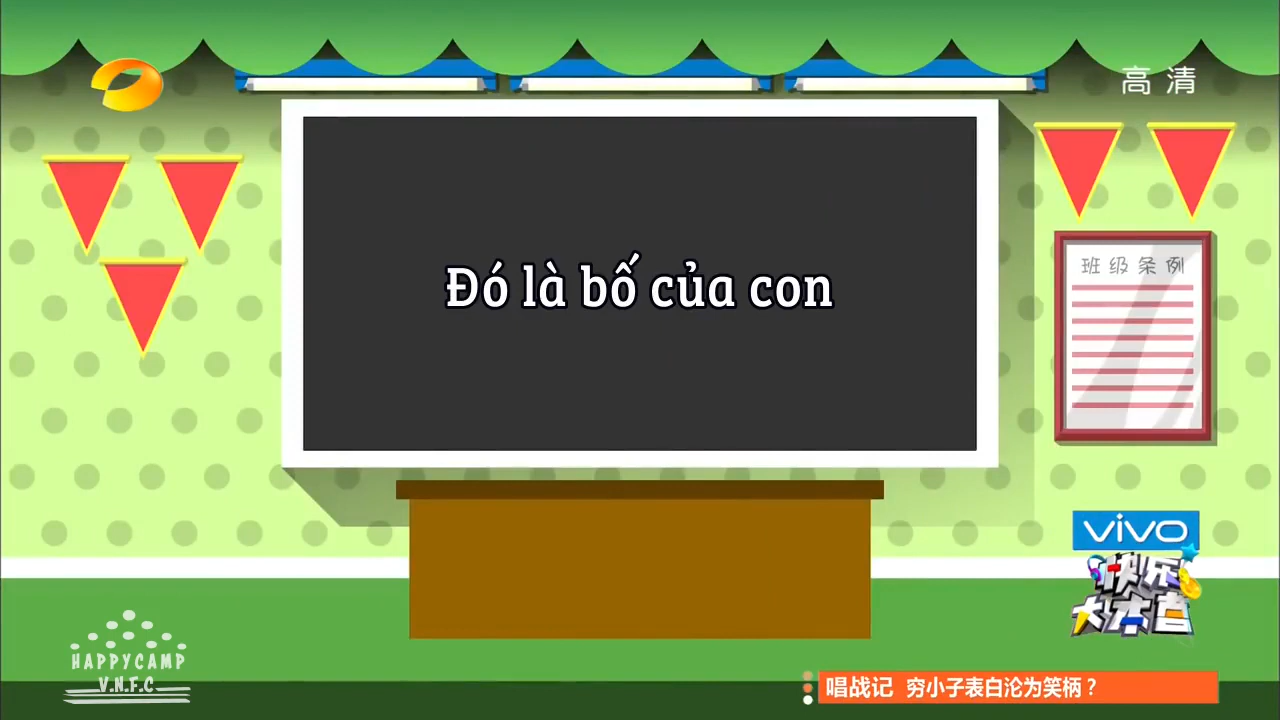 高清
Đó là bố của con
班级条例
vivo
快乐
大本营
HAPPYCAMP
V.N.F.C
唱战记 穷小子表白沦为笑柄？